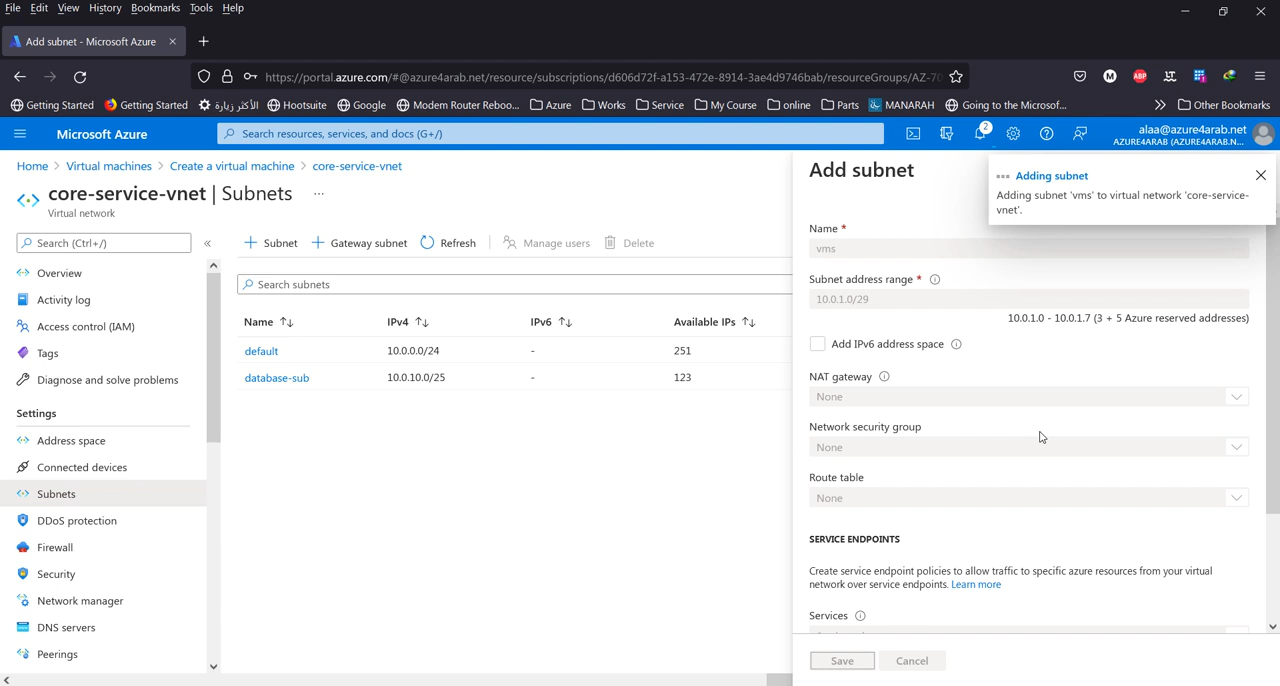 File Edit View History Bookmarks Tools Help
Add subnet - Microsoft Azure
https://portal.azure.com/#@azure4arab.net/resource/subscriptions/d606d72f-a153-472e-8914-3ae4d9746bab/resourceGroups/AZ-70
Getting Started Getting Started الأكثر زيارة Hootsuite Google Modem Router Reboo... Azure Works Service My Course online Parts MANARAH Going to the Microsof... Other Bookmarks
Microsoft Azure
Search resources, services, and docs (G+/)
2
alaa@azure4arab.net
AZURE4ARAB (AZURE4ARAB.N...
Home > Virtual machines > Create a virtual machine > core-service-vnet
core-service-vnet | Subnets ...
Virtual network
Search (Ctrl+/)
Overview
Activity log
Access control (IAM)
Tags
Diagnose and solve problems
Settings
Address space
Connected devices
Subnets
DDoS protection
Firewall
Security
Network manager
DNS servers
Peerings
Subnet Gateway subnet Refresh Manage users Delete
Search subnets
Name IPv4 IPv6 Available IPs
default 10.0.0.0/24 - 251
database-sub 10.0.10.0/25 - 123
Add subnet
Adding subnet
Adding subnet 'vms' to virtual network 'core-service-
vnet'.
Name *
vms
Subnet address range *
10.0.1.0/29
10.0.1.0 - 10.0.1.7 (3 + 5 Azure reserved addresses)
Add IPv6 address space
NAT gateway
None
Network security group
None
Route table
None
SERVICE ENDPOINTS
Create service endpoint policies to allow traffic to specific azure resources from your virtual
network over service endpoints. Learn more
Services
Save Cancel